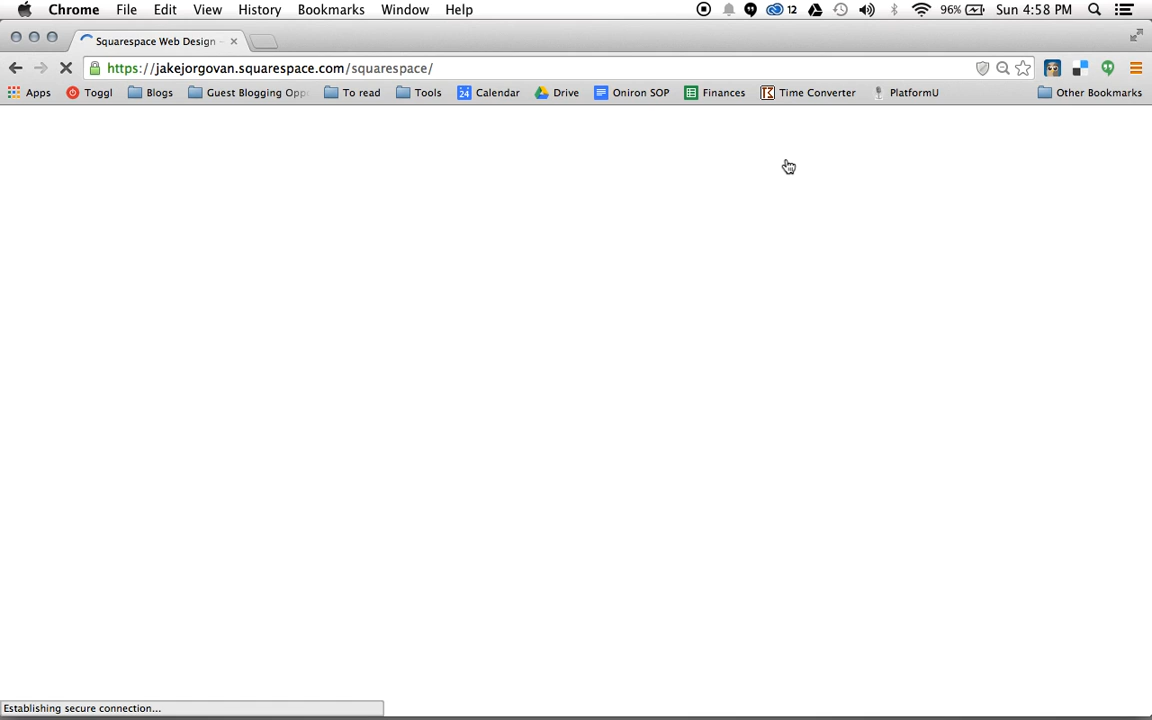 Chrome File Edit View History Bookmarks Window Help 12 96% Sun 4:58 PM
Squarespace Web Design
https://jakejorgovan.squarespace.com/squarespace/
Apps Toggl Blogs Guest Blogging Oppo To read Tools 24 Calendar Drive Oniron SOP Finances Time Converter PlatformU Other Bookmarks
Establishing secure connection...